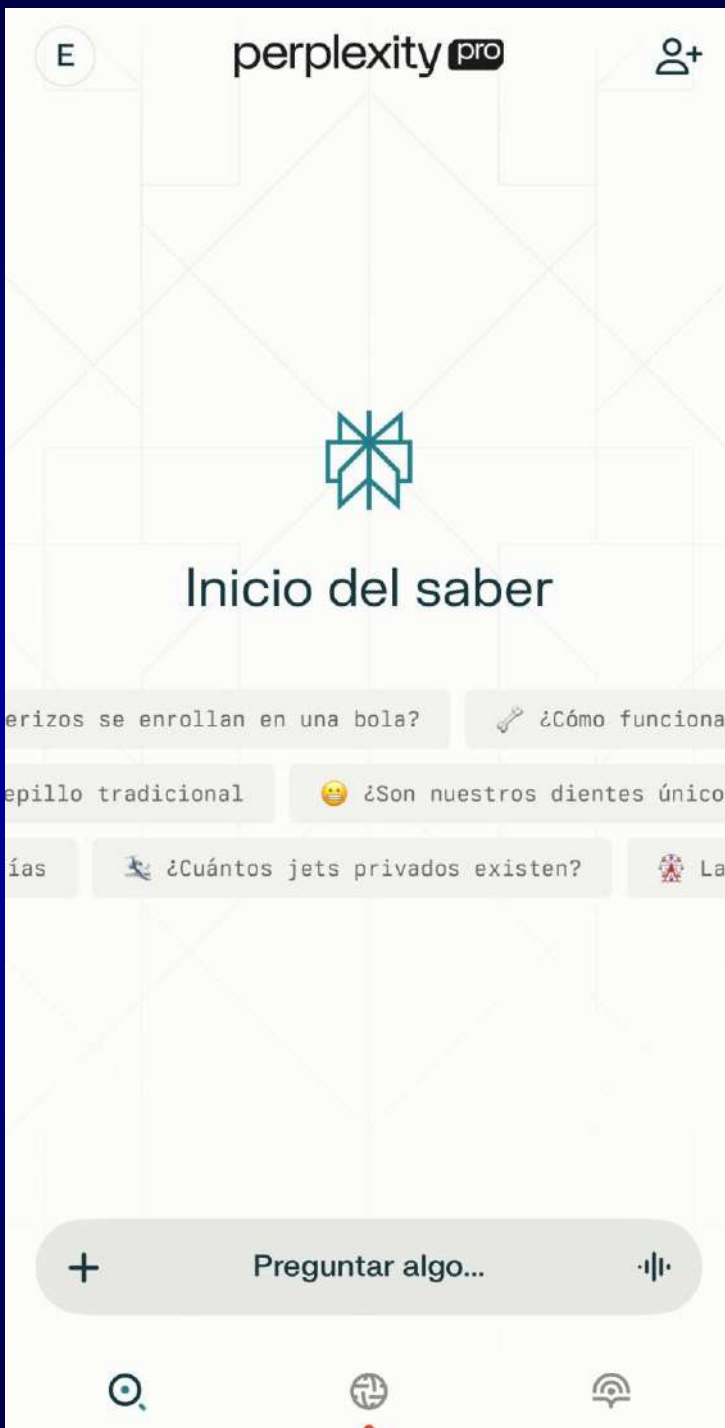 E perplexity pro
Inicio del saber
erizos se enrollan en una bola? ¿Cómo funciona
epillo tradicional ¿Son nuestros dientes único
ías ¿Cuántos jets privados existen? La
Preguntar algo...